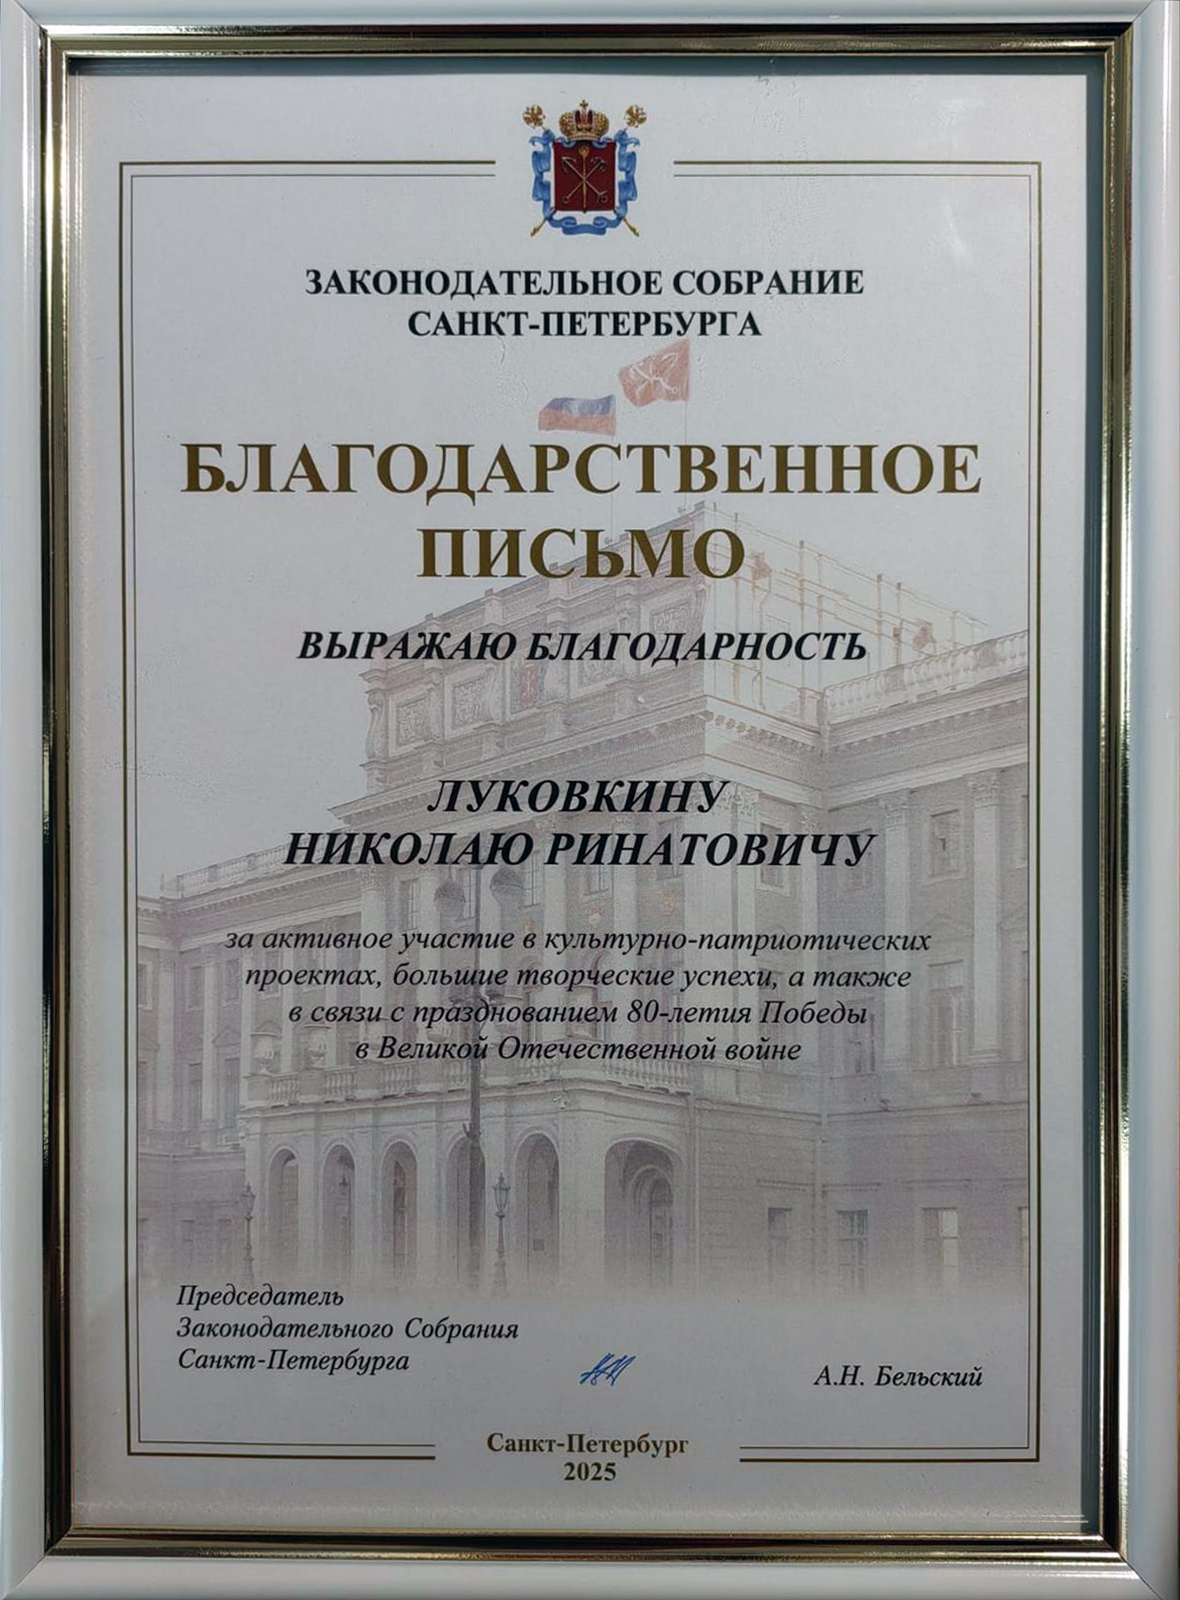 ЗАКОНОДАТЕЛЬНОЕ СОБРАНИЕ
САНКТ-ПЕТЕРБУРГА
БЛАГОДАРСТВЕННОЕ
ПИСЬМО
ВЫРАЖАЮ БЛАГОДАРНОСТЬ
ЛУКОВКИНУ
НИКОЛАЮ РИНАТОВИЧУ
за активное участие в культурно-патриотических
проектах, большие творческие успехи, а также
в связи с празднованием 80-летия Победы
в Великой Отечественной войне
Председатель
Законодательного Собрания
Санкт-Петербурга
А.Н. Бельский
Санкт-Петербург
2025